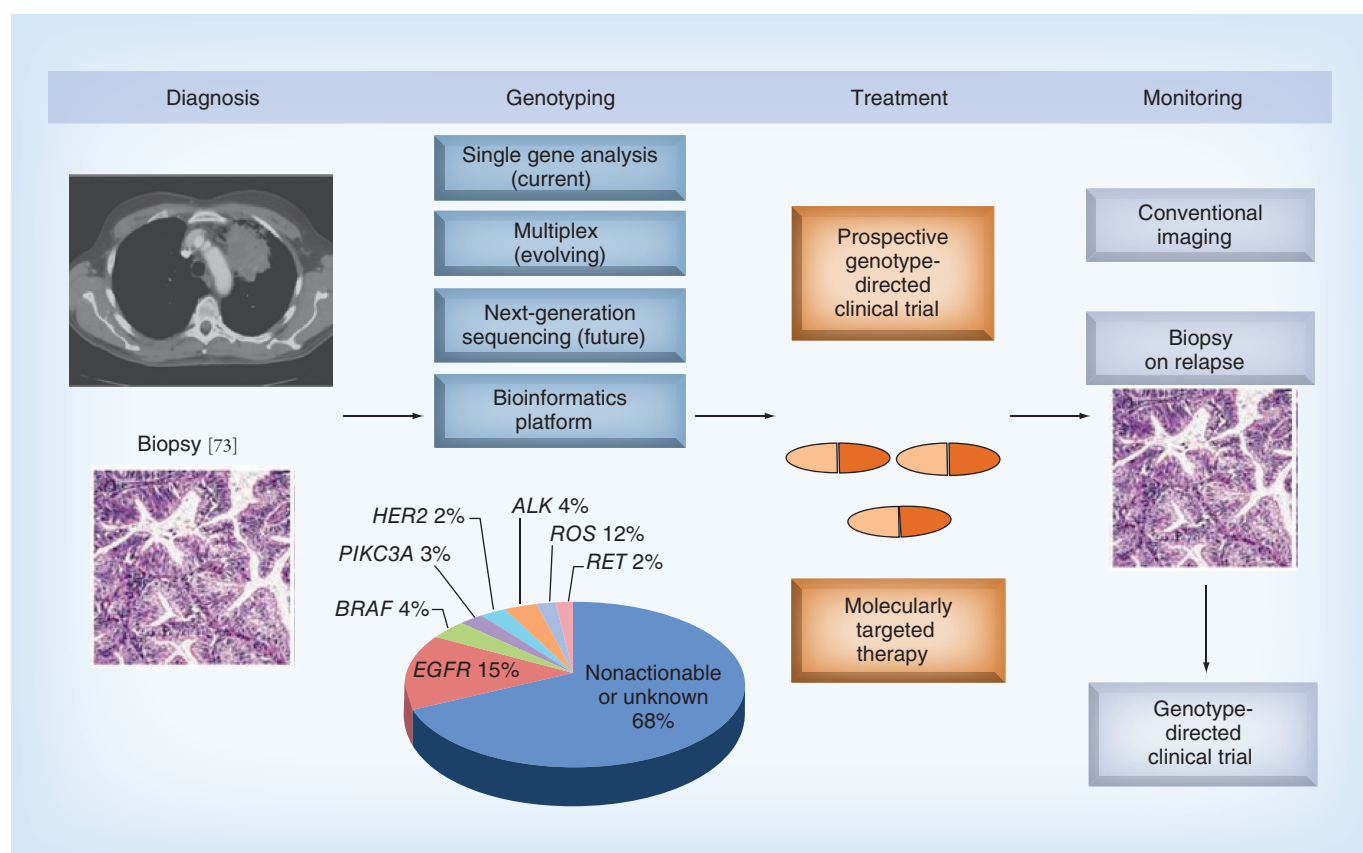 Diagnosis
Genotyping
Treatment
Monitoring
Biopsy [73]
Single gene analysis
(current)
Multiplex
(evolving)
Next-generation
sequencing (future)
Bioinformatics
platform
HER2 2%
ALK 4%
ROS 12%
PIKC3A 3%
RET 2%
BRAF 4%
EGFR 15%
Nonactionable
or unknown
68%
Prospective
genotype-
directed
clinical trial
Molecularly
targeted
therapy
Conventional
imaging
Biopsy
on relapse
Genotype-
directed
clinical trial